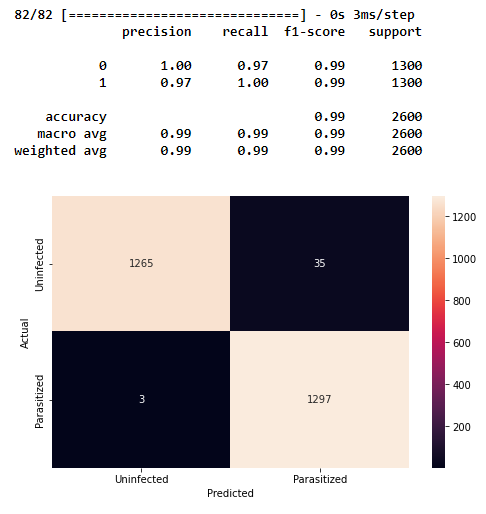 82/82 [==============================] - 0s 3ms/step
precision recall f1-score support
0 1.00 0.97 0.99 1300
1 0.97 1.00 0.99 1300
accuracy 0.99 2600
macro avg 0.99 0.99 0.99 2600
weighted avg 0.99 0.99 0.99 2600
Actual
Uninfected
Parasitized
1265
35
3
1297
Uninfected
Parasitized
Predicted
1200
1000
800
600
400
200